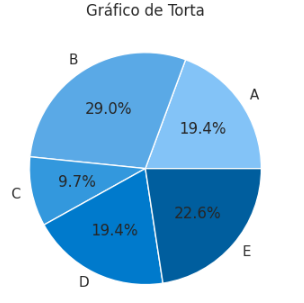 Gráfico de Torta
B
A
29.0%
19.4%
9.7%
C
22.6%
19.4%
E
D